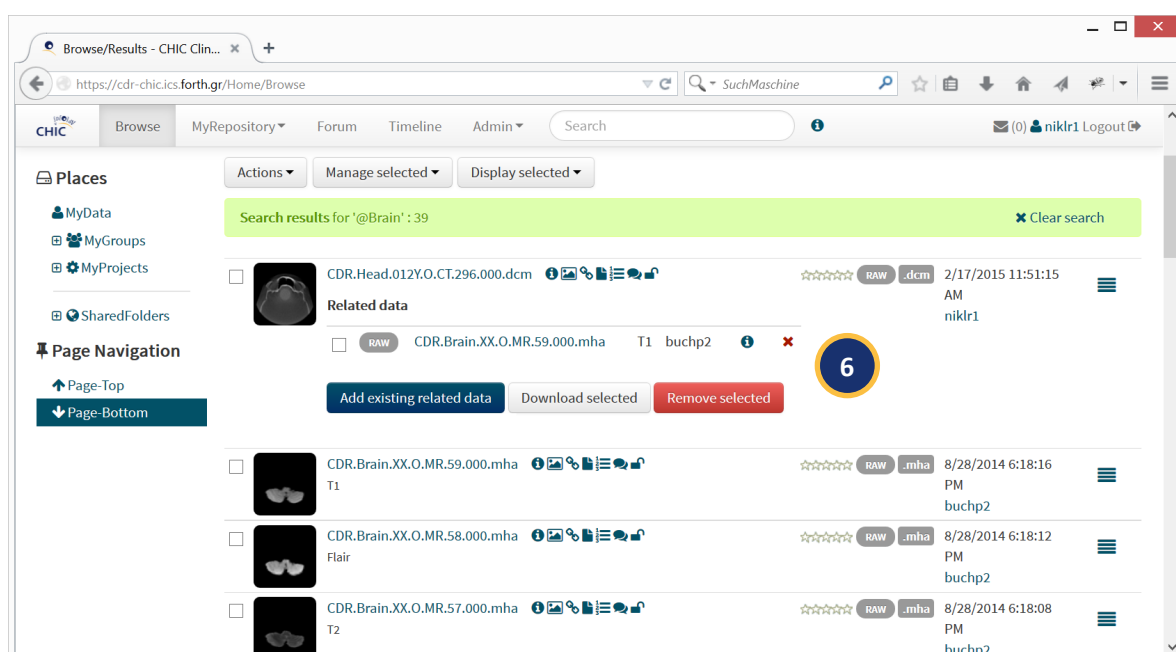 Browse/Results - CHIC Clin...
https://cdr-chic.ics.forth.gr/Home/Browse
SuchMaschine
CHIC
Browse
MyRepository
Forum
Timeline
Admin
Search
(0) niklr1 Logout
Places
MyData
MyGroups
MyProjects
SharedFolders
Page Navigation
Page-Top
Page-Bottom
Actions
Manage selected
Display selected
Search results for '@Brain' : 39
Clear search
CDR.Head.012Y.O.CT.296.000.dcm
RAW .dcm 2/17/2015 11:51:15
AM
niklr1
Related data
RAW CDR.Brain.XX.O.MR.59.000.mha T1 buchp2
6
Add existing related data
Download selected
Remove selected
CDR.Brain.XX.O.MR.59.000.mha
T1
RAW .mha 8/28/2014 6:18:16
PM
buchp2
CDR.Brain.XX.O.MR.58.000.mha
Flair
RAW .mha 8/28/2014 6:18:12
PM
buchp2
CDR.Brain.XX.O.MR.57.000.mha
T2
RAW .mha 8/28/2014 6:18:08
PM
buchp2